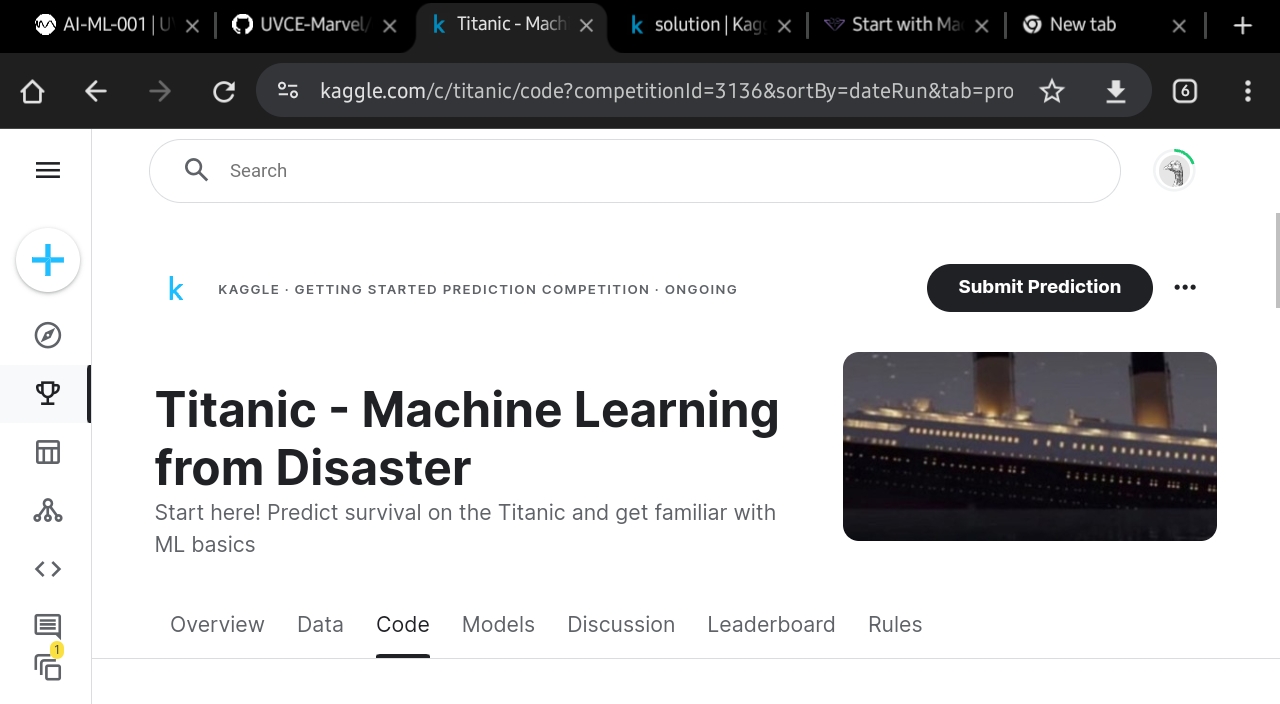 AI-ML-001 | U
UVCE-Marvel/
Titanic - Mach
solution | Kagg
Start with Ma
New tab
kaggle.com/c/titanic/code?competitionId=3136&sortBy=dateRun&tab=pro
6
Search
KAGGLE · GETTING STARTED PREDICTION COMPETITION · ONGOING
Submit Prediction
Titanic - Machine Learning
from Disaster
Start here! Predict survival on the Titanic and get familiar with
ML basics
Overview Data Code Models Discussion Leaderboard Rules
1